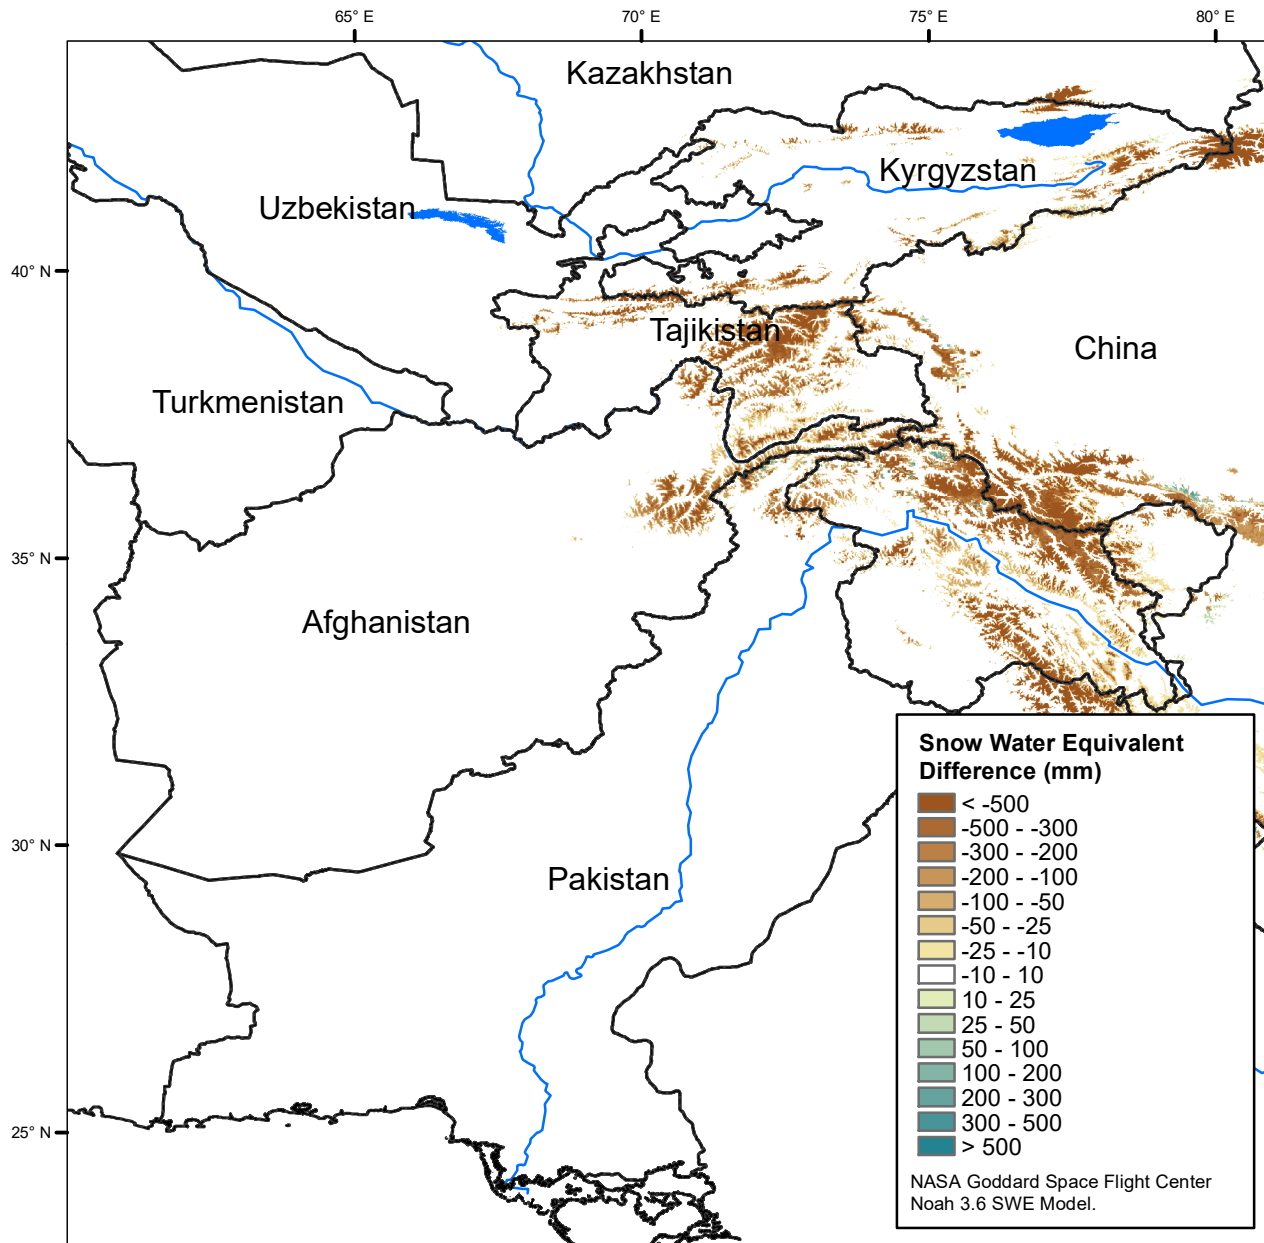 65° E
70° E
75° E
80° E
Kazakhstan
Kyrgyzstan
Uzbekistan
40° N
Tajikistan
China
Turkmenistan
35° N
Afghanistan
Snow Water Equivalent
Difference (mm)
< -500
-500 - -300
-300 - -200
-200 - -100
-100 - -50
-50 - -25
-25 - -10
-10 - 10
10 - 25
25 - 50
50 - 100
100 - 200
200 - 300
300 - 500
> 500
30° N
Pakistan
25° N
NASA Goddard Space Flight Center
Noah 3.6 SWE Model.